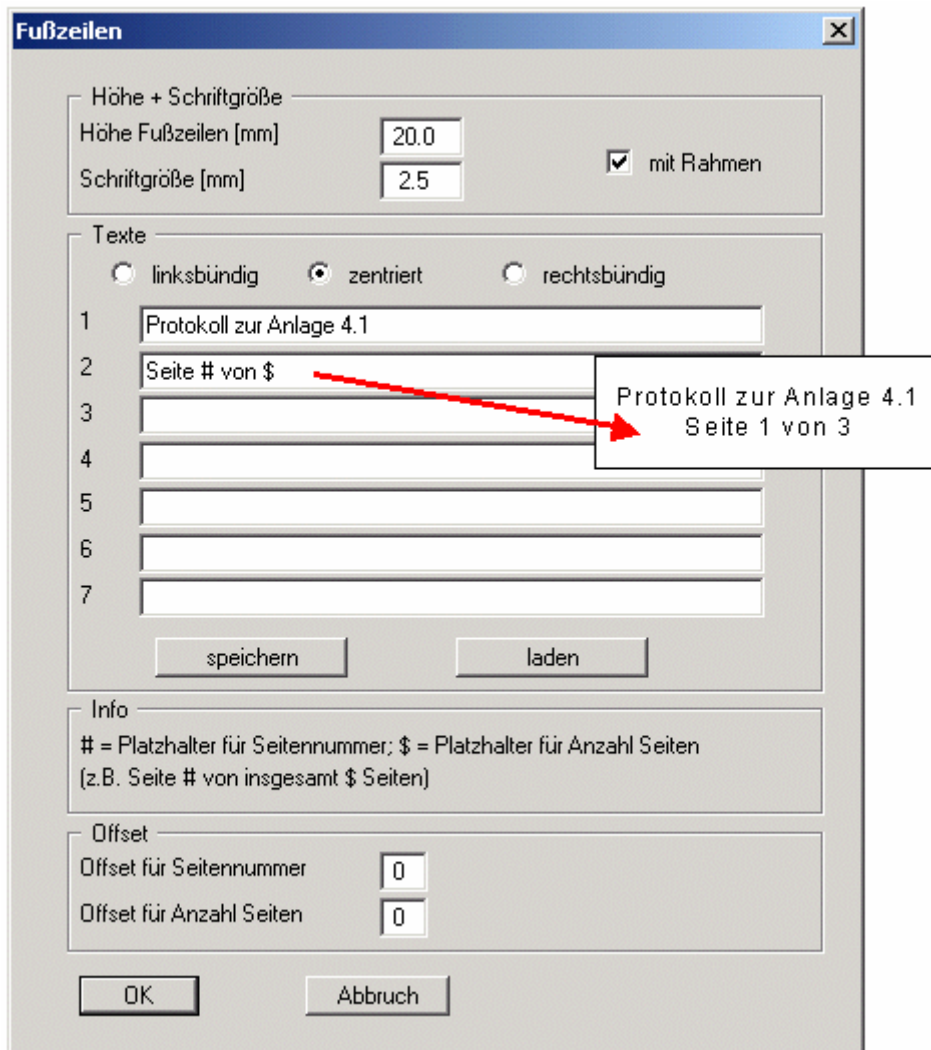 Fußzeilen
Höhe + Schriftgröße
Höhe Fußzeilen [mm] 20.0
Schriftgröße [mm] 2.5
mit Rahmen
Texte
linksbündig zentriert rechtsbündig
1 Protokoll zur Anlage 4.1
2 Seite # von $
Protokoll zur Anlage 4.1
Seite 1 von 3
3
4
5
6
7
speichern laden
Info
# = Platzhalter für Seitennummer; $ = Platzhalter für Anzahl Seiten
(z.B. Seite # von insgesamt $ Seiten)
Offset
Offset für Seitennummer 0
Offset für Anzahl Seiten 0
OK Abbruch